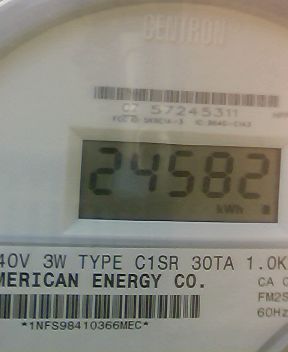 CENTRON
C7 57245311
24582
kWh
40V 3W TYPE C1SR 30TA 1.0K
MERICAN ENERGY CO.
CA 0
FM2S
60Hz
*1NFS98410366MEC*